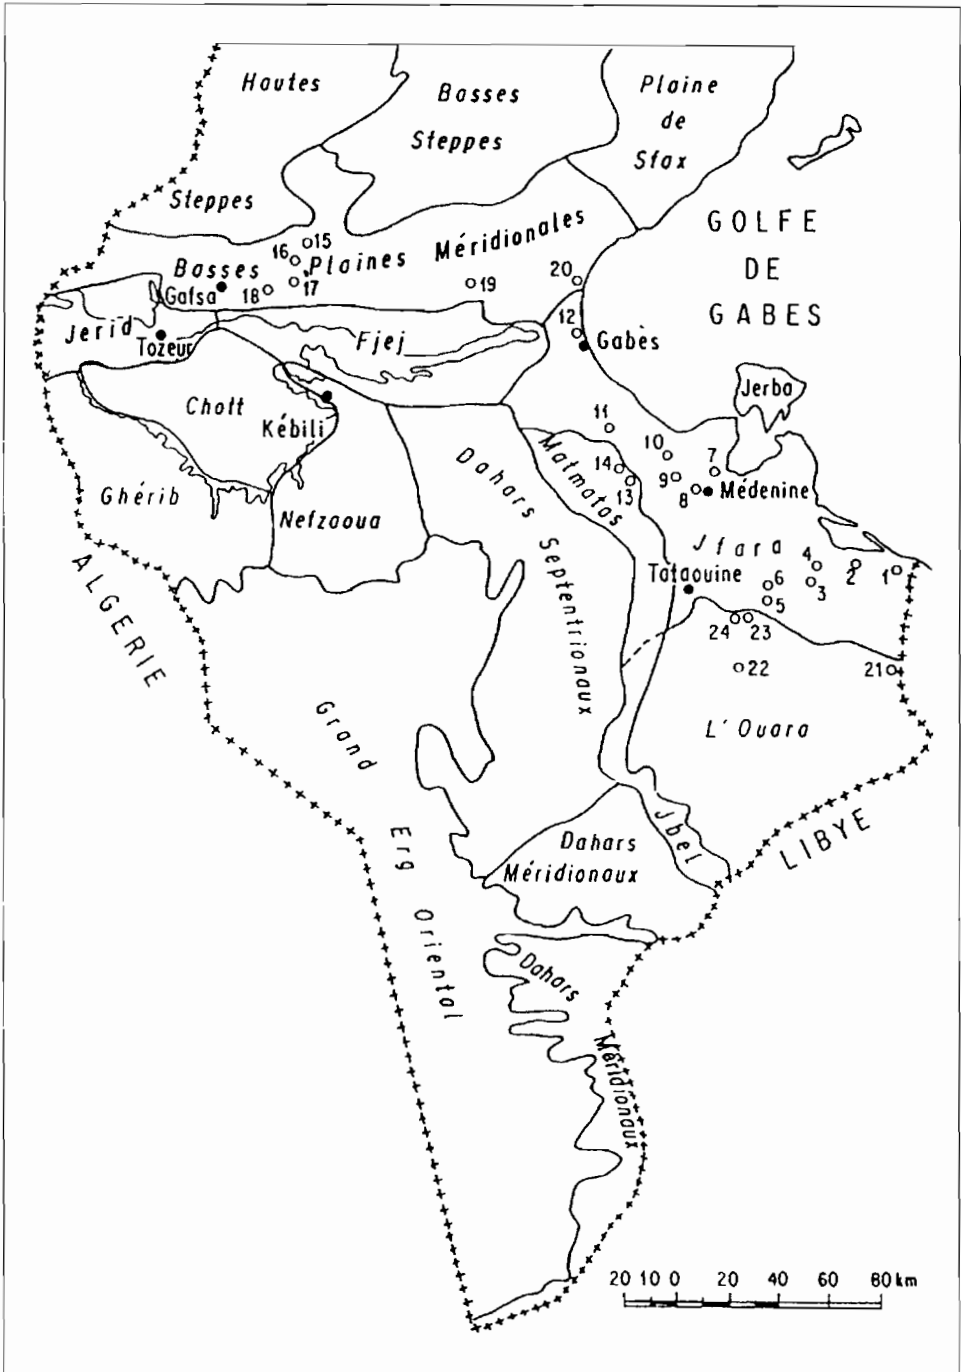 Hautes
Steppes
Basses
Steppes
Plaine
de
Sfax
GOLFE
DE
GABES
Basses Plaines Méridionales
15
16
17
18
19
20
Gafsa
Jerid
Tozeur
Fjej
12
Gabès
Chott
Kébili
Jerba
Ghérib
Nefzaoua
11
10
14
13
9
8
7
Médenine
Matmatas
Dahars Septentrionaux
Jfara
Tataouine
4
2
1
6
3
5
24
23
22
21
L'Ouara
ALGERIE
LIBYE
Grand Erg Oriental
Jbel
Dahars
Méridionaux
Dahars
Méridionaux
20 10 0 20 40 60 80 km